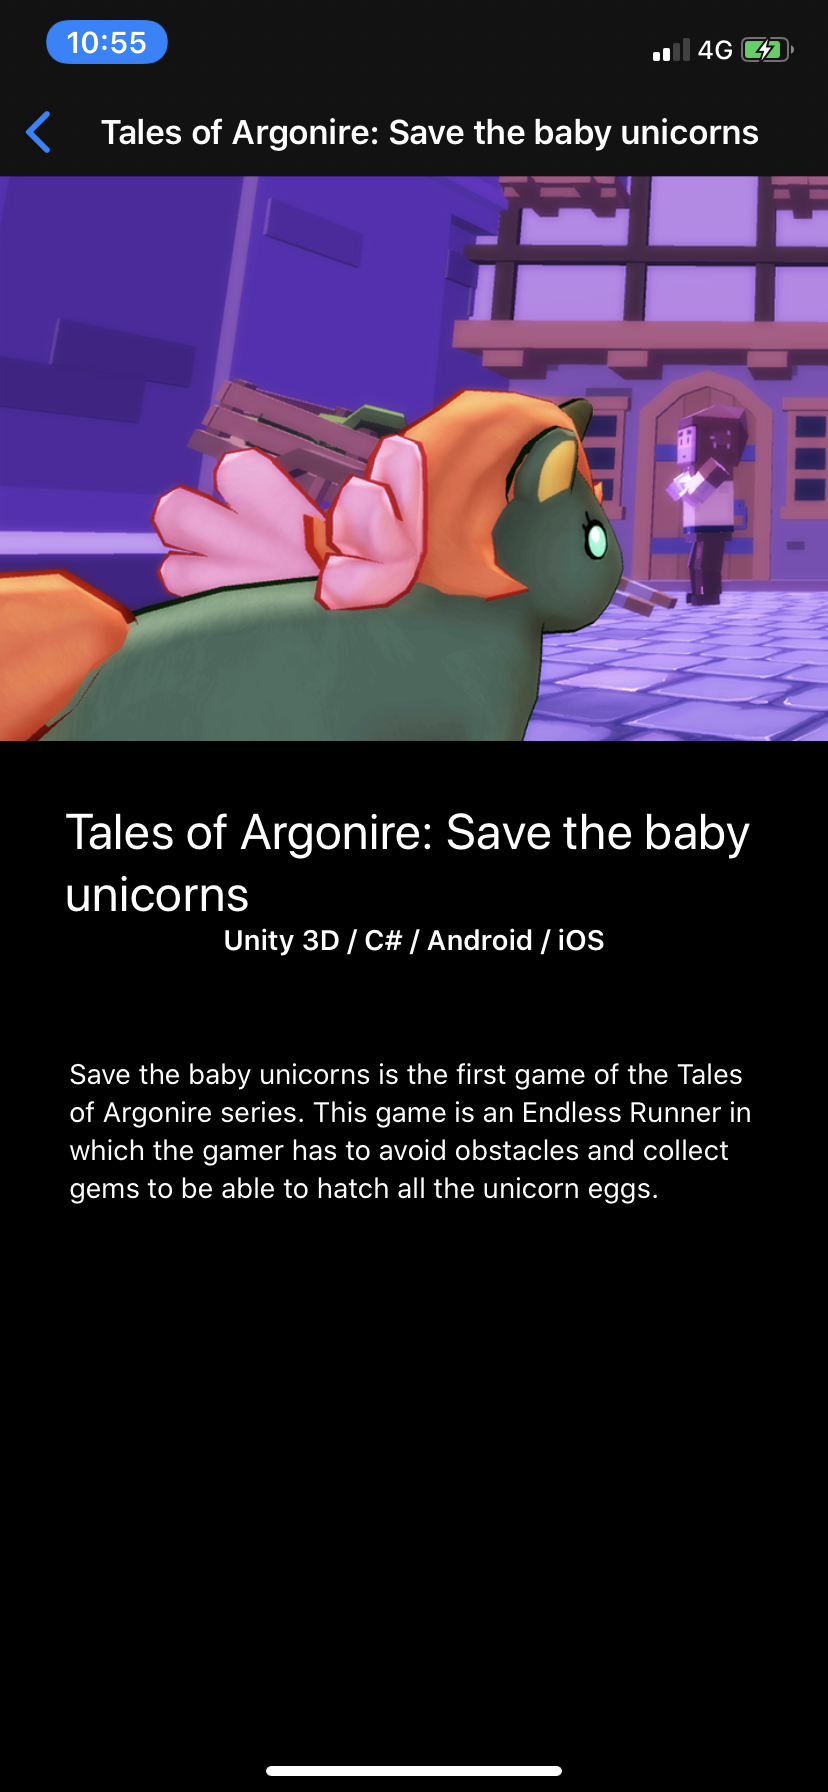 10:55
4G
Tales of Argonire: Save the baby unicorns
Tales of Argonire: Save the baby
unicorns
Unity 3D / C# / Android / iOS
Save the baby unicorns is the first game of the Tales
of Argonire series. This game is an Endless Runner in
which the gamer has to avoid obstacles and collect
gems to be able to hatch all the unicorn eggs.